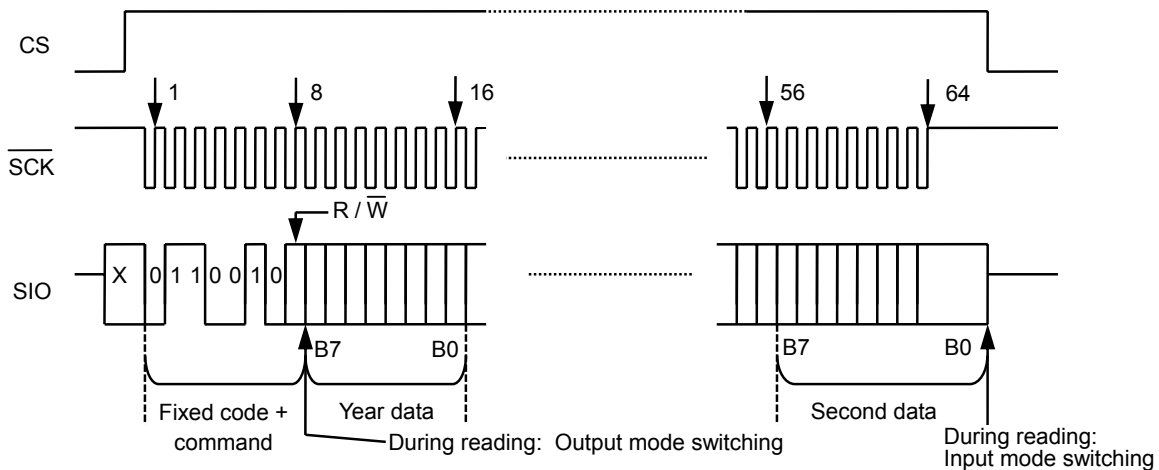 CS
1
8
16
56
64
SCK
R / W
SIO
X 0 1 1 0 0 1 0
B7
B0
B7
B0
Fixed code +
command
Year data
Second data
During reading: Output mode switching
During reading:
Input mode switching